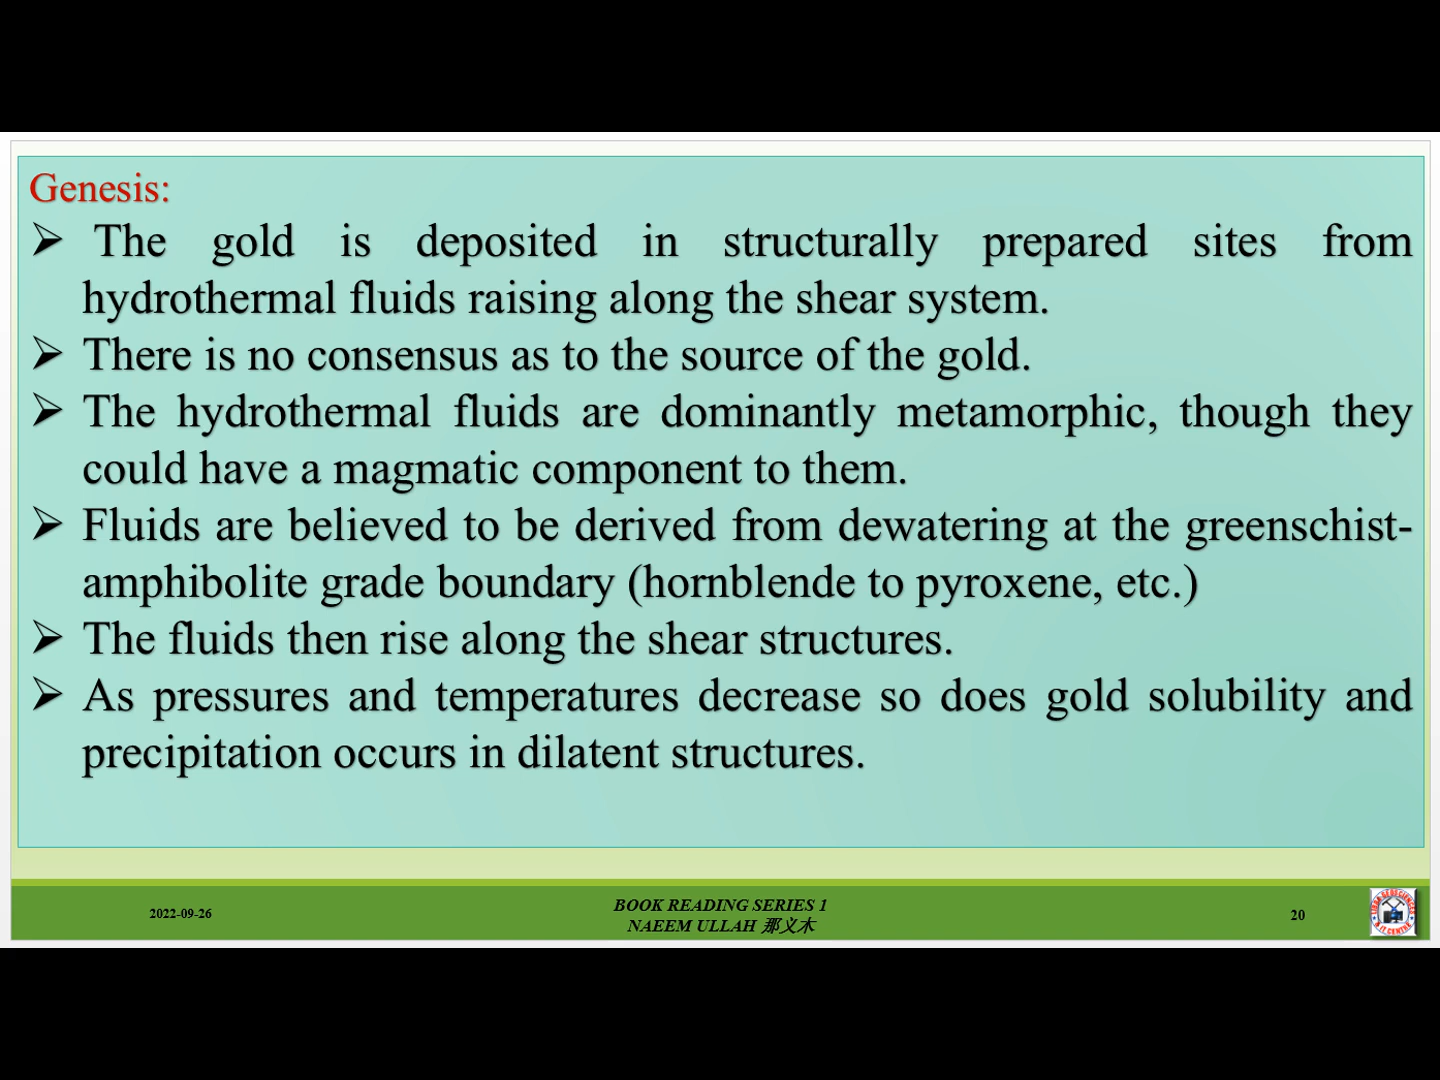 Genesis:
➢ The gold is deposited in structurally prepared sites from
hydrothermal fluids raising along the shear system.
➢ There is no consensus as to the source of the gold.
➢ The hydrothermal fluids are dominantly metamorphic, though they
could have a magmatic component to them.
➢ Fluids are believed to be derived from dewatering at the greenschist-
amphibolite grade boundary (hornblende to pyroxene, etc.)
➢ The fluids then rise along the shear structures.
➢ As pressures and temperatures decrease so does gold solubility and
precipitation occurs in dilatent structures.
2022-09-26
BOOK READING SERIES 1
NAEEM ULLAH 那义木
20